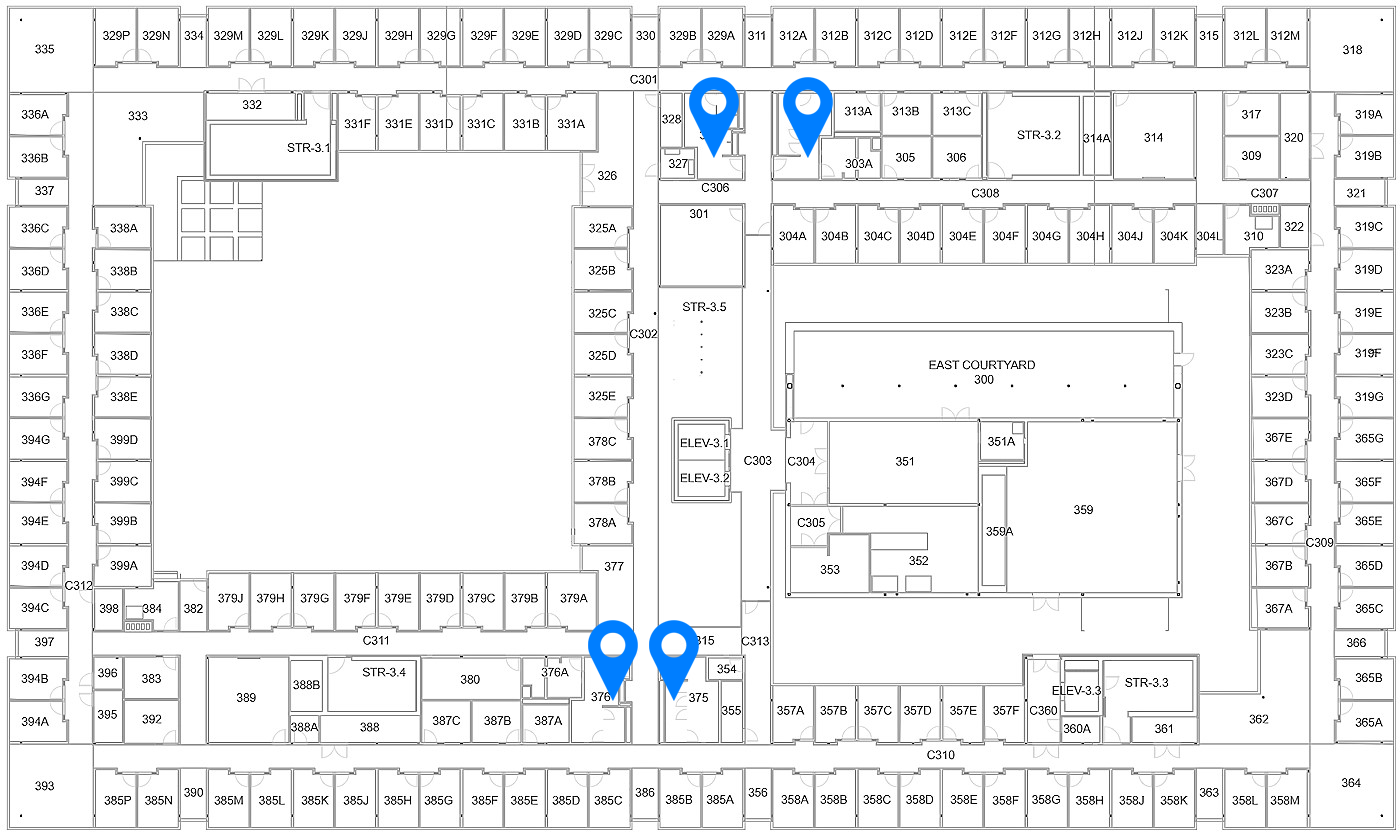 335 329P 329N 334 329M 329L 329K 329J 329H 329G 329F 329E 329D 329C 330 329B 329A 311 312A 312B 312C 312D 312E 312F 312G 312H 312J 312K 315 312L 312M 318
C301
336A 333 332 331F 331E 331D 331C 331B 331A 328 313A 313B 313C STR-3.2 314A 314 317 320 319A
336B STR-3.1 326 327 303A 305 306 309 319B
337 C306 C308 C307 321
301
336C 338A 325A 304A 304B 304C 304D 304E 304F 304G 304H 304J 304K 304L 310 322 319C
336D 338B 325B 323A 319D
336E 338C 325C STR-3.5 323B 319E
C302
336F 338D 325D EAST COURTYARD 323C 319F
300
336G 338E 325E 323D 319G
394G 399D 378C ELEV-3.1 351A 367E 365G
C303 C304 351
394F 399C 378B ELEV-3.2 367D 365F
394E 399B 378A C305 359A 359 367C 365E
C309
394D 399A 377 353 352 367B 365D
C312
394C 398 384 382 379J 379H 379G 379F 379E 379D 379C 379B 379A 367A 365C
397 C311 315 C313 366
394B 396 383 389 388B STR-3.4 380 376A 376 375 354 ELEV-3.3 STR-3.3 365B
394A 395 392 388A 388 387C 387B 387A 355 357A 357B 357C 357D 357E 357F C360 360A 361 362 365A
C310
393 385P 385N 390 385M 385L 385K 385J 385H 385G 385F 385E 385D 385C 386 385B 385A 356 358A 358B 358C 358D 358E 358F 358G 358H 358J 358K 363 358L 358M 364